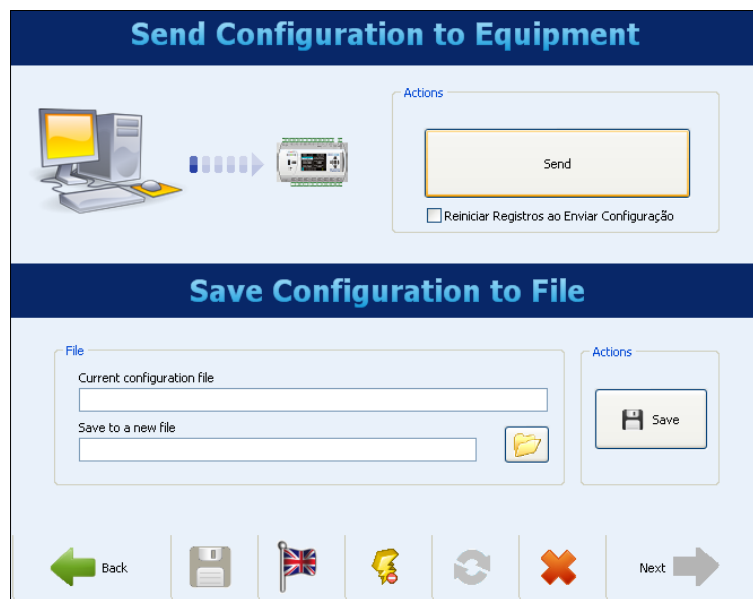 Send Configuration to Equipment
Actions
Send
Reiniciar Registros ao Enviar Configuração
Save Configuration to File
File
Current configuration file
Save to a new file
Actions
Save
Back
Next